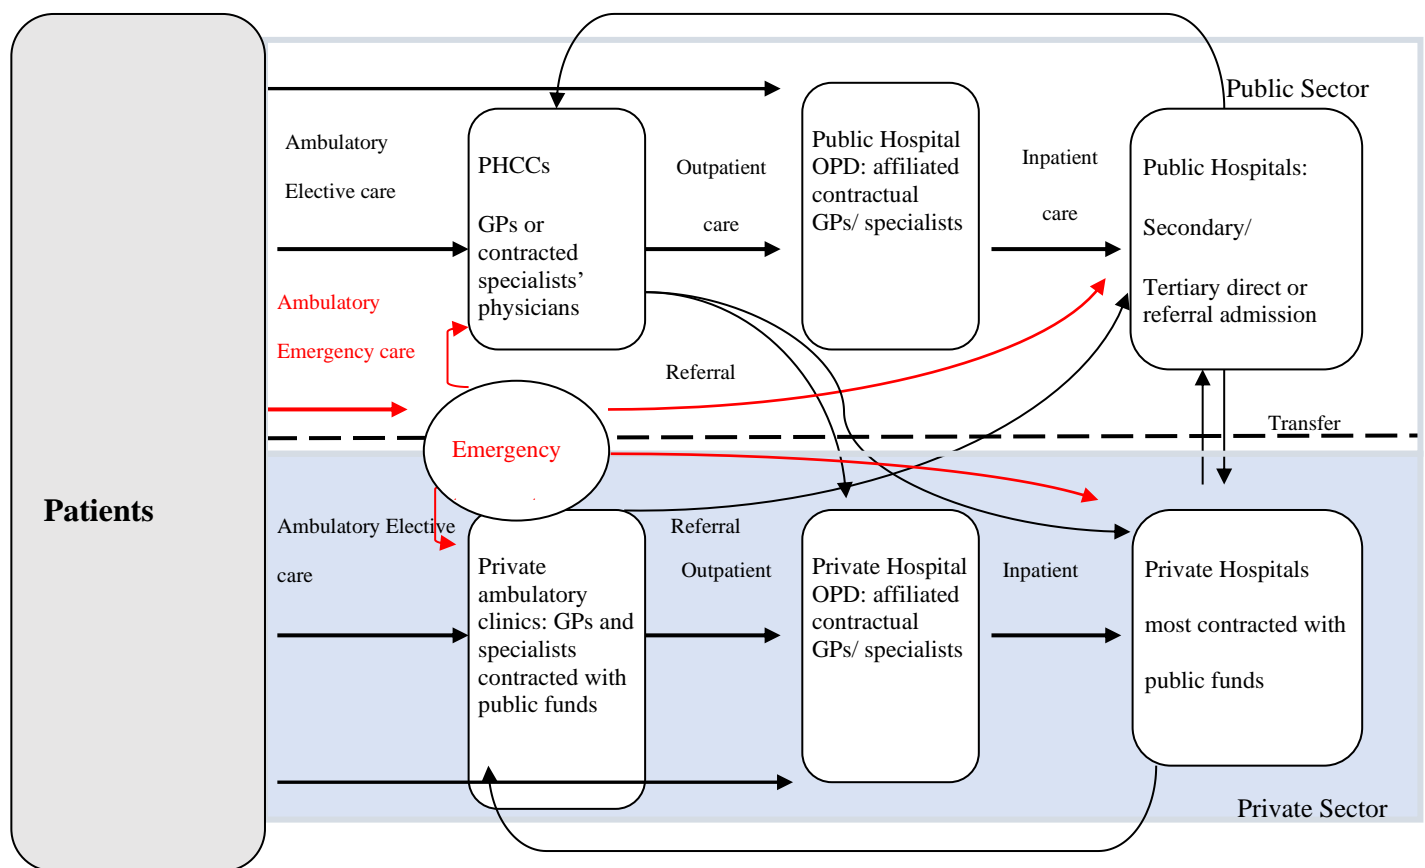 Patients
Public Sector
Ambulatory
Elective care
PHCCs
GPs or
contracted
specialists’
physicians
Outpatient
care
Public Hospital
OPD: affiliated
contractual
GPs/ specialists
Inpatient
care
Public Hospitals:
Secondary/
Tertiary direct or
referral admission
Ambulatory
Emergency care
Referral
Transfer
Emergency
Ambulatory Elective
care
Private
ambulatory
clinics: GPs and
specialists
contracted with
public funds
Referral
Outpatient
Private Hospital
OPD: affiliated
contractual
GPs/ specialists
Inpatient
Private Hospitals
most contracted with
public funds
Private Sector